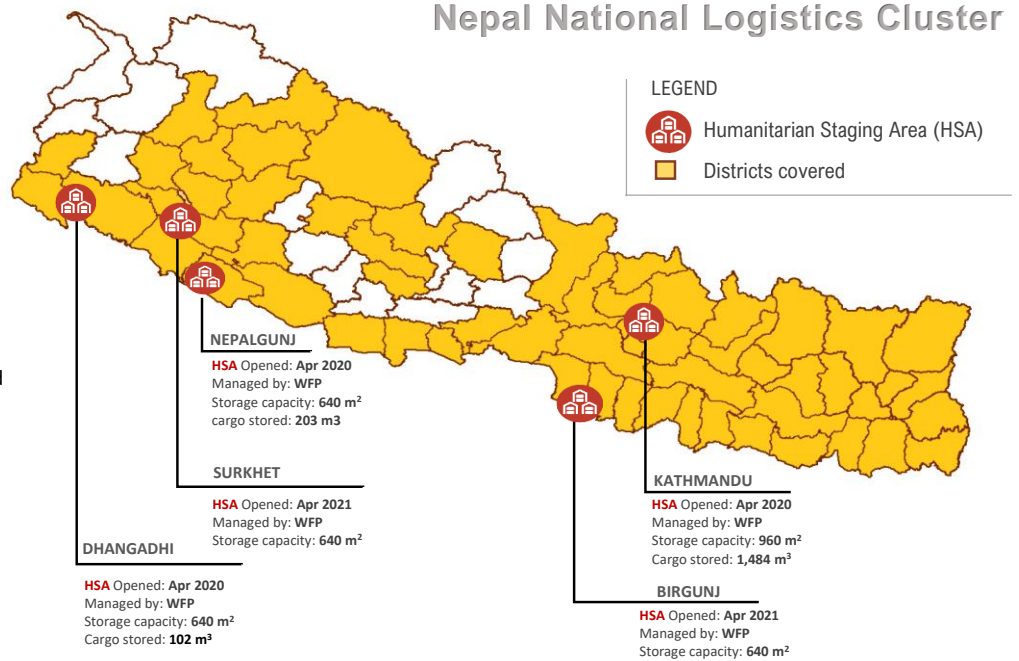 Nepal National Logistics Cluster
LEGEND
Humanitarian Staging Area (HSA)
Districts covered
NEPALGUNJ
HSA Opened: Apr 2020
Managed by: WFP
Storage capacity: 640 m²
cargo stored: 203 m3
SURKHET
HSA Opened: Apr 2021
Managed by: WFP
Storage capacity: 640 m²
DHANGADHI
HSA Opened: Apr 2020
Managed by: WFP
Storage capacity: 640 m²
Cargo stored: 102 m³
KATHMANDU
HSA Opened: Apr 2020
Managed by: WFP
Storage capacity: 960 m²
Cargo stored: 1,484 m³
BIRGUNJ
HSA Opened: Apr 2021
Managed by: WFP
Storage capacity: 640 m²